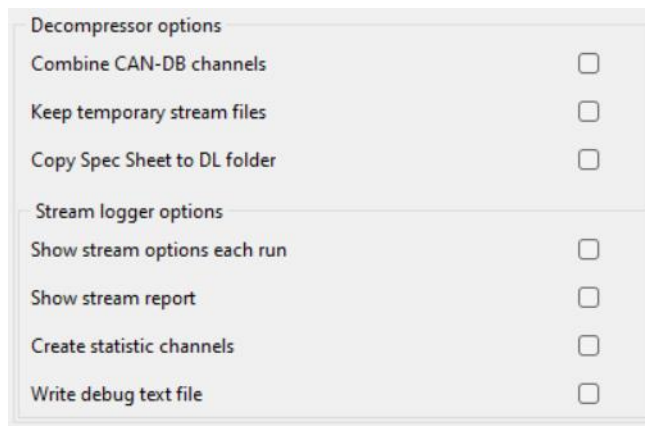 Decompressor options
Combine CAN-DB channels
Keep temporary stream files
Copy Spec Sheet to DL folder
Stream logger options
Show stream options each run
Show stream report
Create statistic channels
Write debug text file